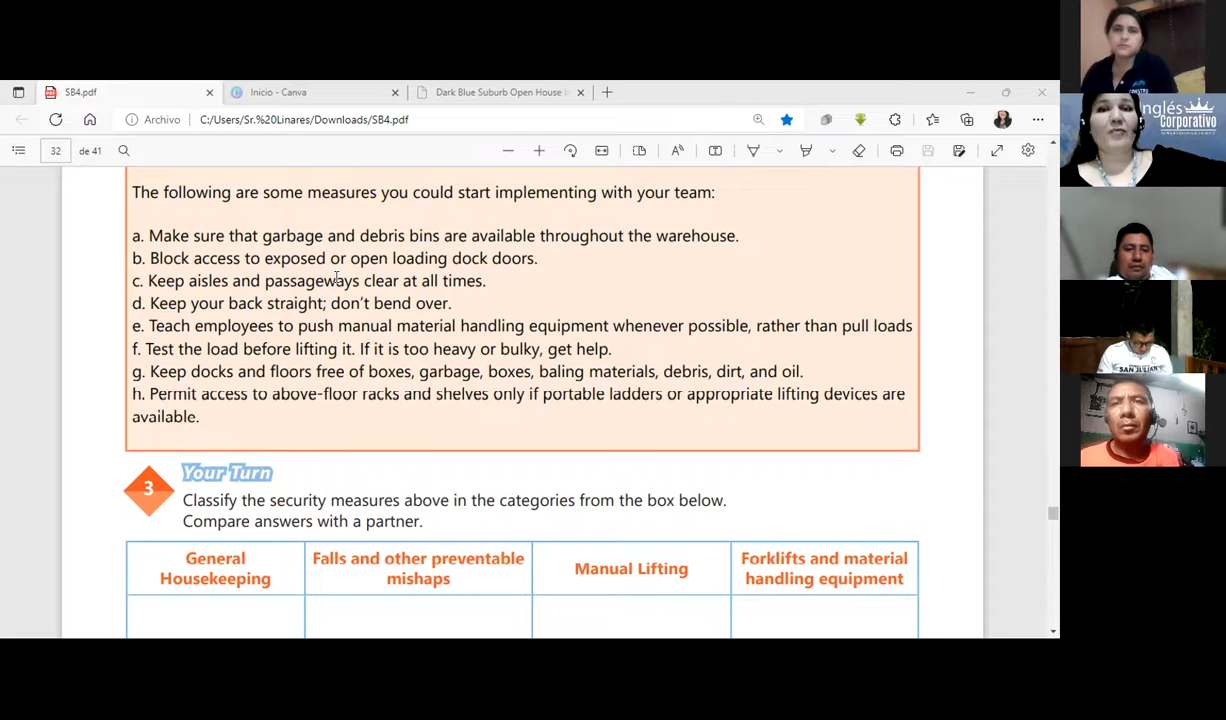 SB4.pdf
Inicio - Canva
Dark Blue Suburb Open House I
Archivo
C:/Users/Sr.%20Linares/Downloads/SB4.pdf
32 de 41
The following are some measures you could start implementing with your team:
a. Make sure that garbage and debris bins are available throughout the warehouse.
b. Block access to exposed or open loading dock doors.
c. Keep aisles and passageways clear at all times.
d. Keep your back straight; don't bend over.
e. Teach employees to push manual material handling equipment whenever possible, rather than pull loads
f. Test the load before lifting it. If it is too heavy or bulky, get help.
g. Keep docks and floors free of boxes, garbage, boxes, baling materials, debris, dirt, and oil.
h. Permit access to above-floor racks and shelves only if portable ladders or appropriate lifting devices are
available.
3
Your Turn
Classify the security measures above in the categories from the box below.
Compare answers with a partner.
General
Housekeeping
Falls and other preventable
mishaps
Manual Lifting
Forklifts and material
handling equipment
nglés
Corporativo
SAN JULIAN